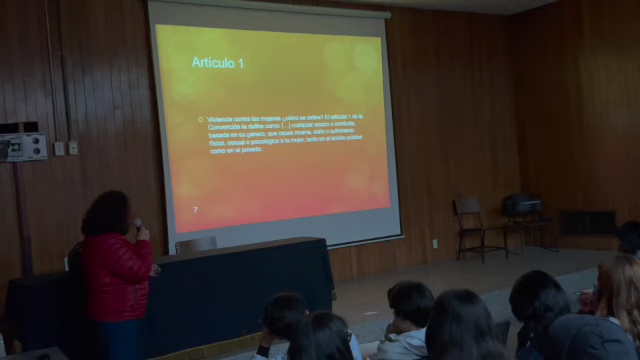 Artículo 1
Violencia contra las mujeres ¿cómo se define? El artículo 1 de la
Convención la define como: (...) cualquier acción o conducta,
basada en su género, que cause muerte, daño o sufrimiento
físico, sexual o psicológico a la mujer, tanto en el ámbito público
como en el privado.
7